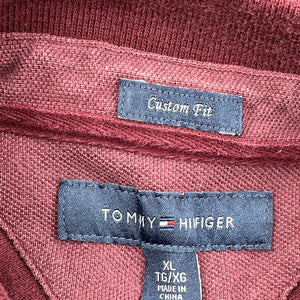 Custom Fit
TOMMY HILFIGER
XL
TG/XG
MADE IN
CHINA